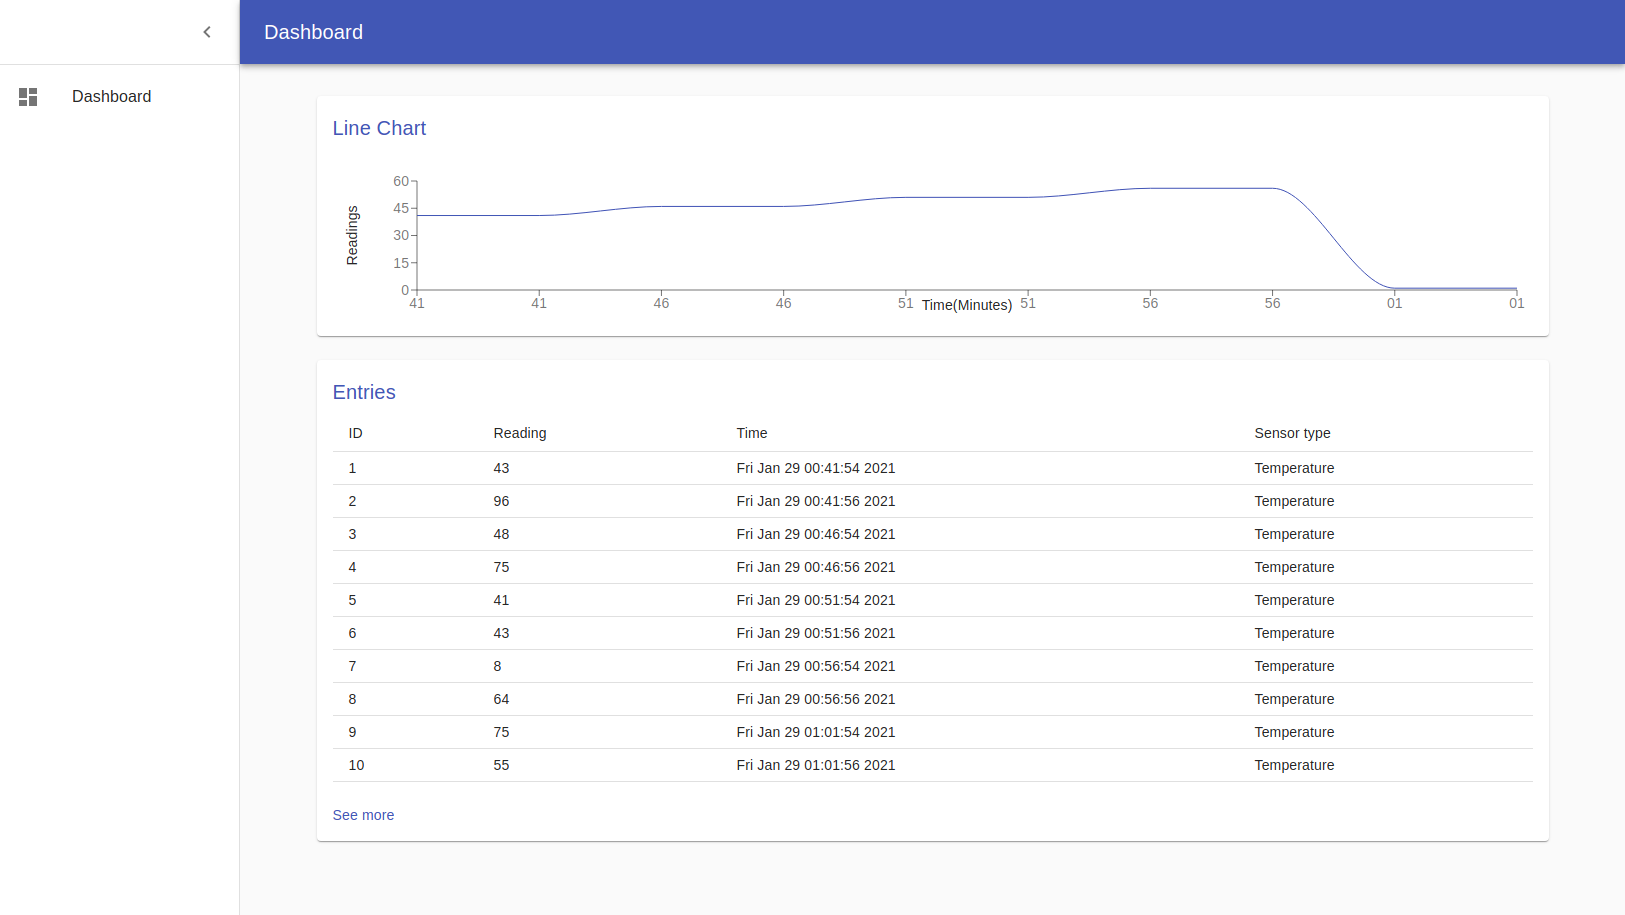 Dashboard
Dashboard
Line Chart
Readings
60
45
30
15
0
41 41 46 46 51 Time(Minutes) 51 56 56 01 01
Entries
ID Reading Time Sensor type
1 43 Fri Jan 29 00:41:54 2021 Temperature
2 96 Fri Jan 29 00:41:56 2021 Temperature
3 48 Fri Jan 29 00:46:54 2021 Temperature
4 75 Fri Jan 29 00:46:56 2021 Temperature
5 41 Fri Jan 29 00:51:54 2021 Temperature
6 43 Fri Jan 29 00:51:56 2021 Temperature
7 8 Fri Jan 29 00:56:54 2021 Temperature
8 64 Fri Jan 29 00:56:56 2021 Temperature
9 75 Fri Jan 29 01:01:54 2021 Temperature
10 55 Fri Jan 29 01:01:56 2021 Temperature
See more